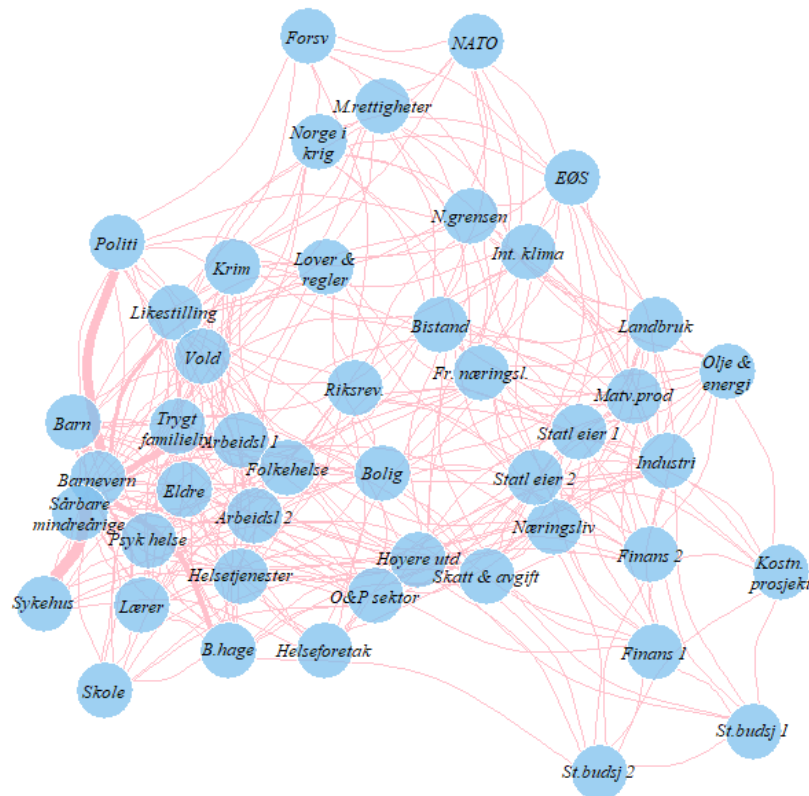 Forsv
NATO
M.rettigheter
Norge i
krig
EØS
N.grensen
Politi
Krim
Lover &
regler
Int. klima
Likestilling
Bistand
Landbruk
Vold
Fr. næringsl.
Olje &
energi
Riksrev.
Matv.prod
Barn
Trygt
familieliv
Statl eier 1
Arbeidsl 1
Folkehelse
Bolig
Industri
Barnevern
Eldre
Statl eier 2
Sårbare
mindreårige
Arbeidsl 2
Næringsliv
Psyk helse
Høyere utd
Finans 2
Kostn.
prosjekt
Helsetjenester
Skatt & avgift
Sykehus
Lærer
O&P sektor
B.hage
Helseforetak
Finans 1
Skole
St.budsj 1
St.budsj 2